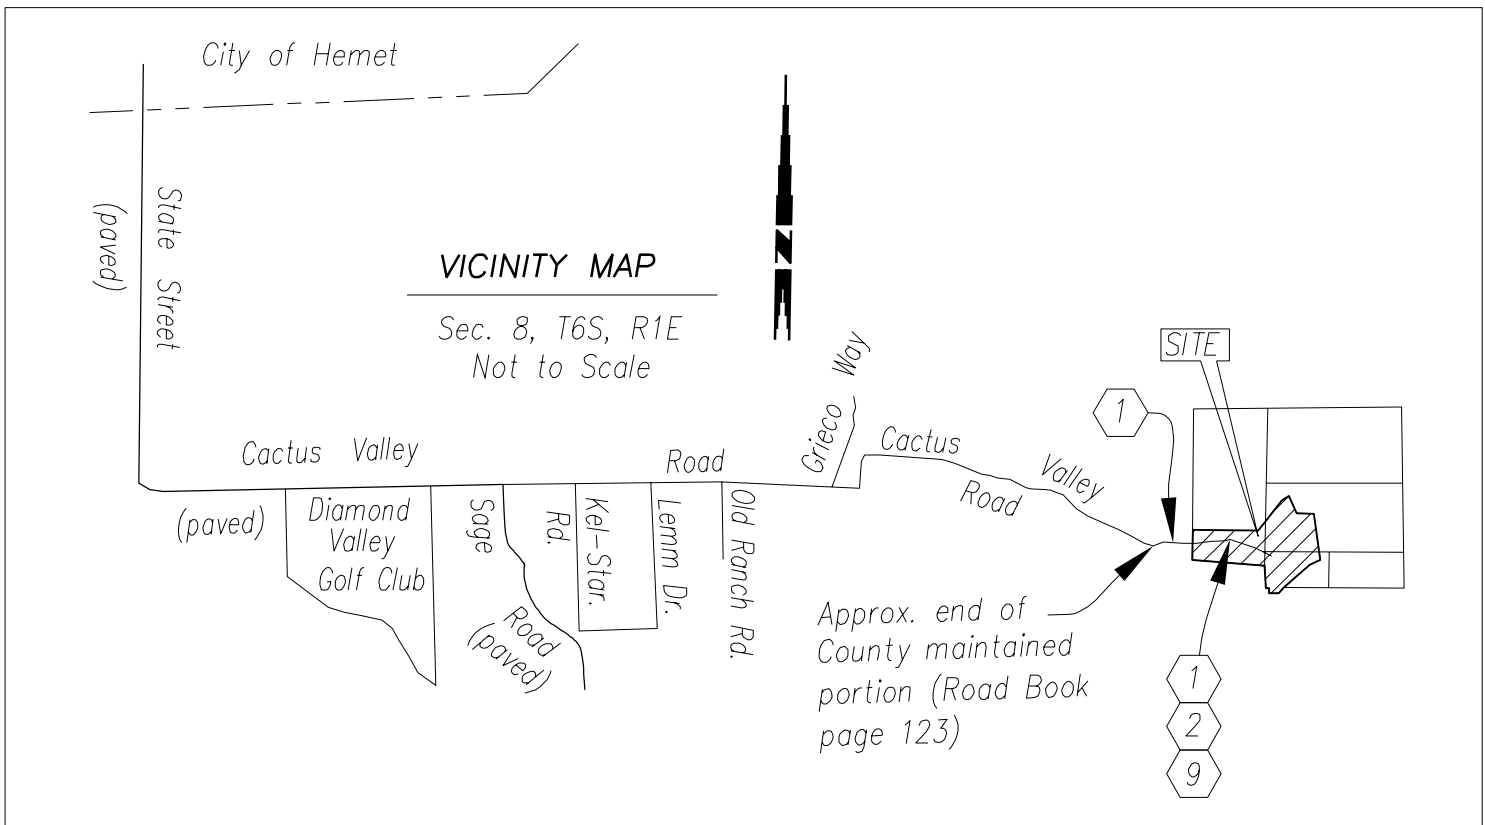 City of Hemet
State Street
(paved)
VICINITY MAP
Sec. 8, T6S, R1E
Not to Scale
N
SITE
1
Grieco Way
Cactus Valley
Road
Cactus
Valley
Road
(paved)
Diamond
Valley
Golf Club
Sage
Road
(paved)
Kel-Star.
Rd.
Lemm Dr.
Old Ranch Rd.
Approx. end of
County maintained
portion (Road Book
page 123)
1
2
9